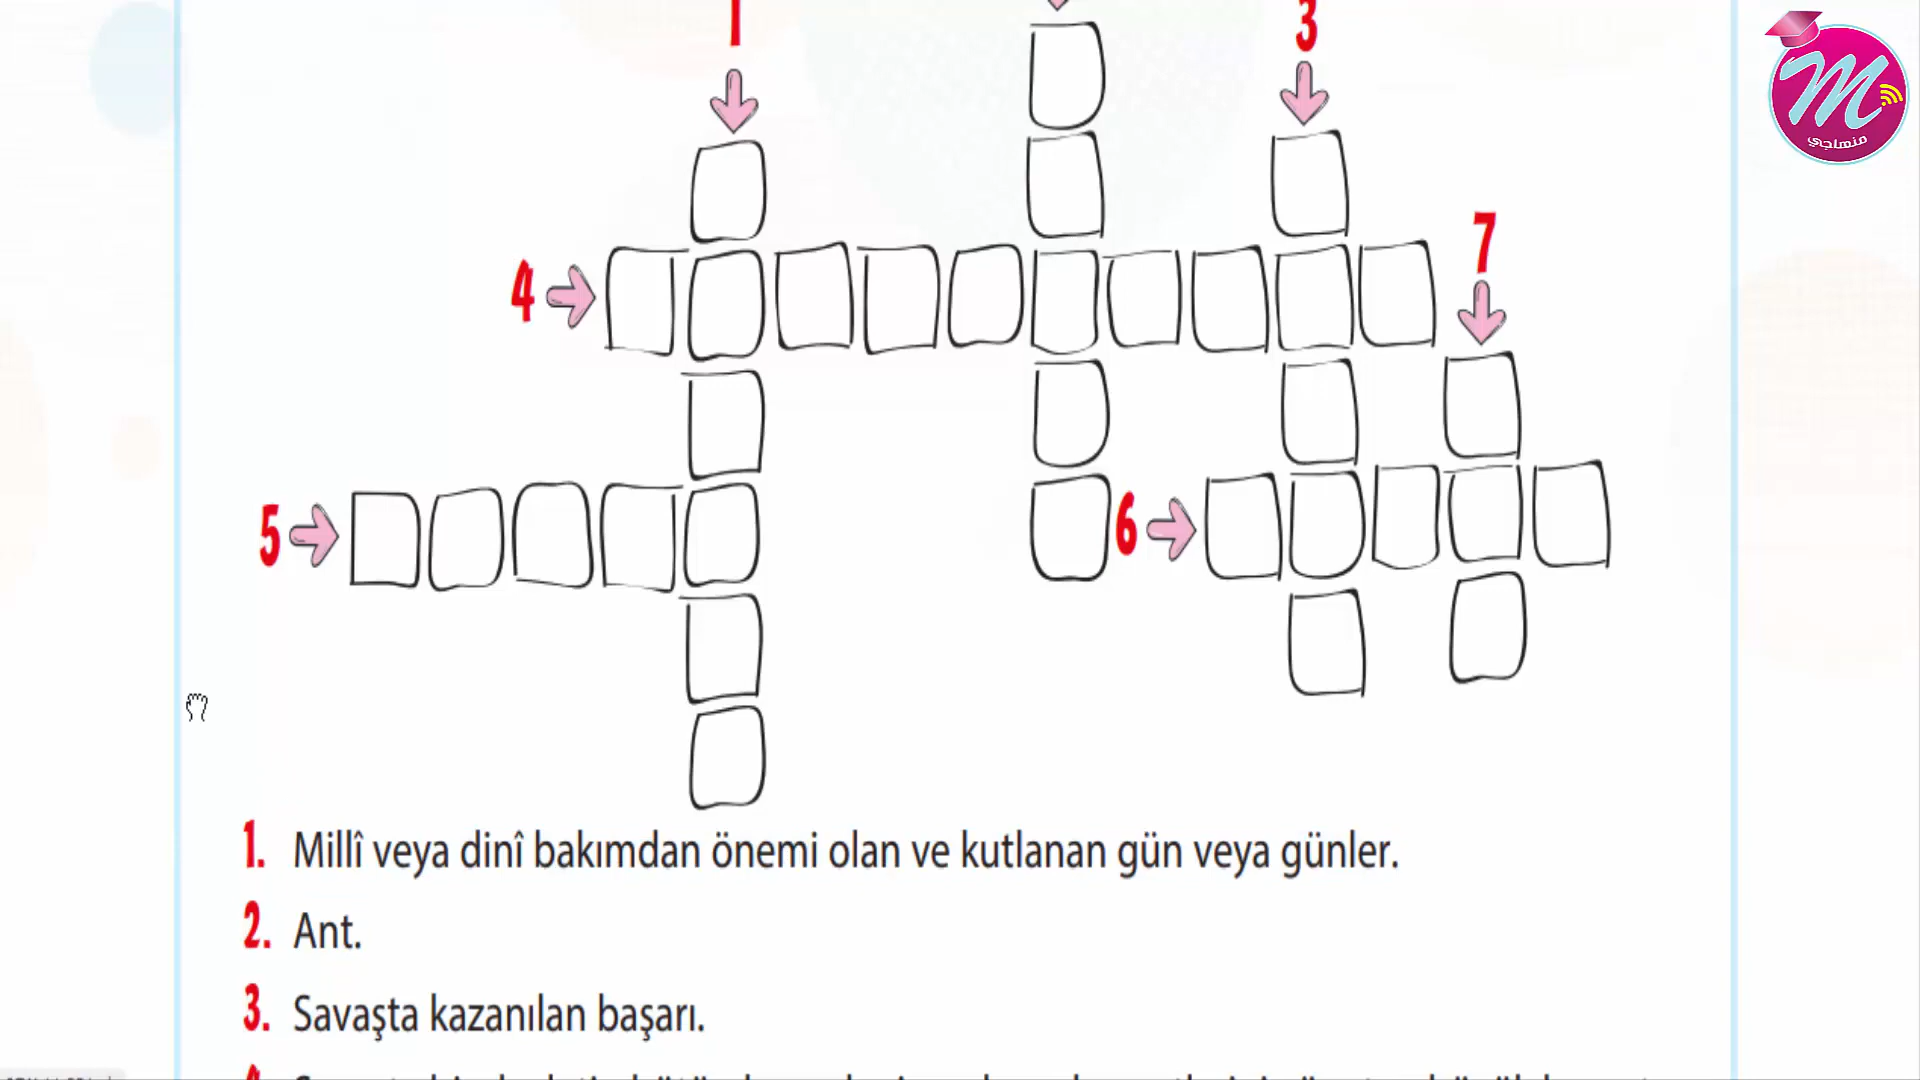 1
3
منهاجي
7
4
5
6
1. Millî veya dinî bakımdan önemi olan ve kutlanan gün veya günler.
2. Ant.
3. Savaşta kazanılan başarı.